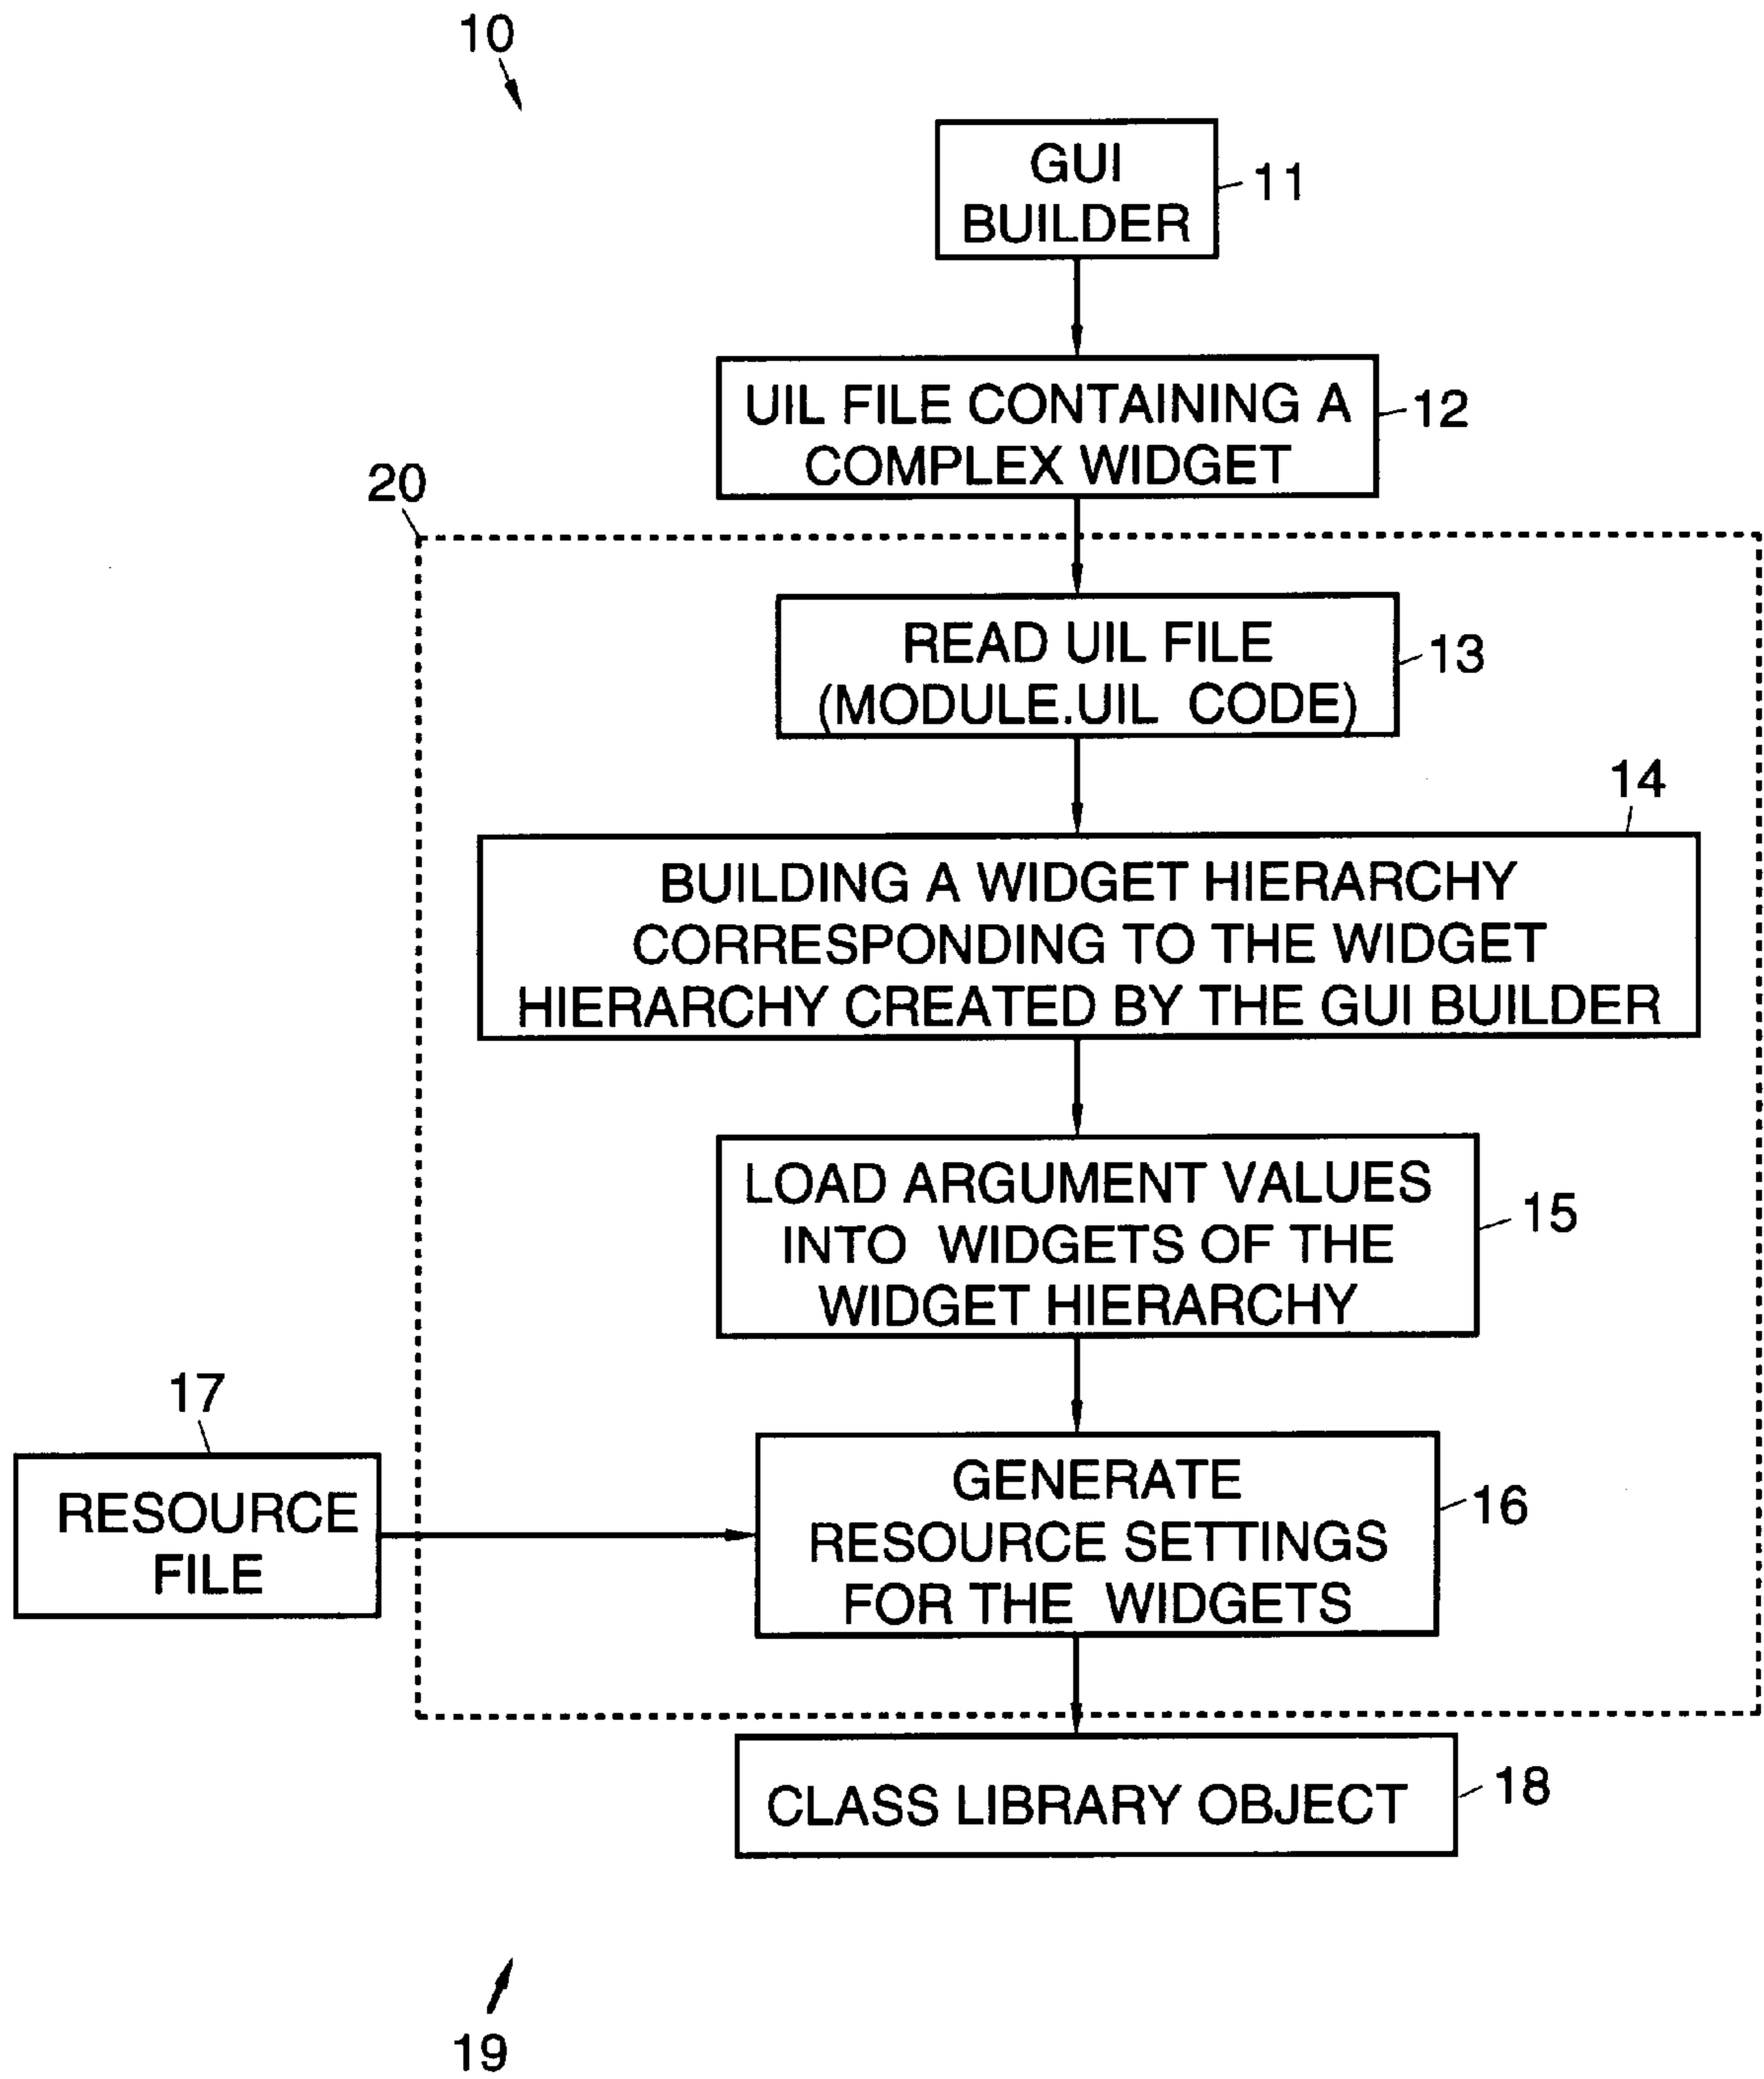 10
GUI
BUILDER
11
UIL FILE CONTAINING A
COMPLEX WIDGET
12
20
READ UIL FILE
(MODULE.UIL CODE)
13
14
BUILDING A WIDGET HIERARCHY
CORRESPONDING TO THE WIDGET
HIERARCHY CREATED BY THE GUI BUILDER
LOAD ARGUMENT VALUES
INTO WIDGETS OF THE
WIDGET HIERARCHY
15
17
RESOURCE
FILE
GENERATE
RESOURCE SETTINGS
FOR THE WIDGETS
16
CLASS LIBRARY OBJECT
18
19